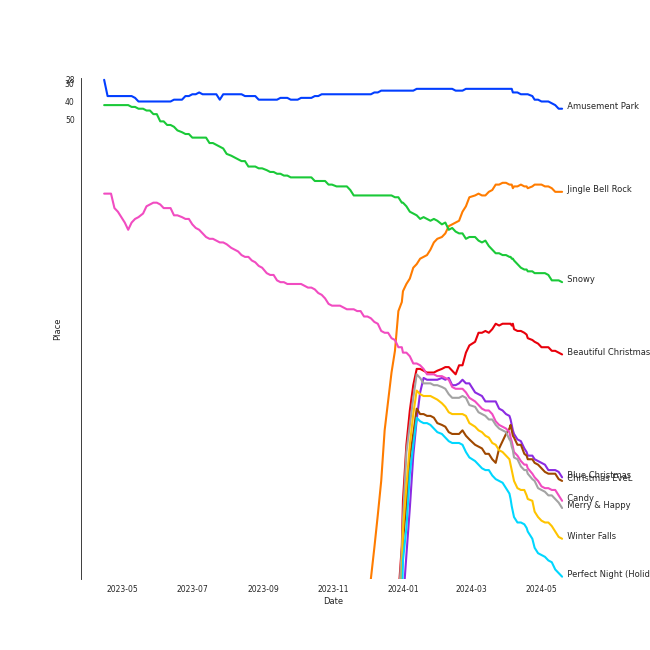 28
30
40
50
Amusement Park
Jingle Bell Rock
Snowy
Place
Beautiful Christmas
Blue Christmas
Christmas EveL
Candy
Merry & Happy
Winter Falls
Perfect Night (Holid
2023-05
2023-07
2023-09
2023-11
2024-01
2024-03
2024-05
Date